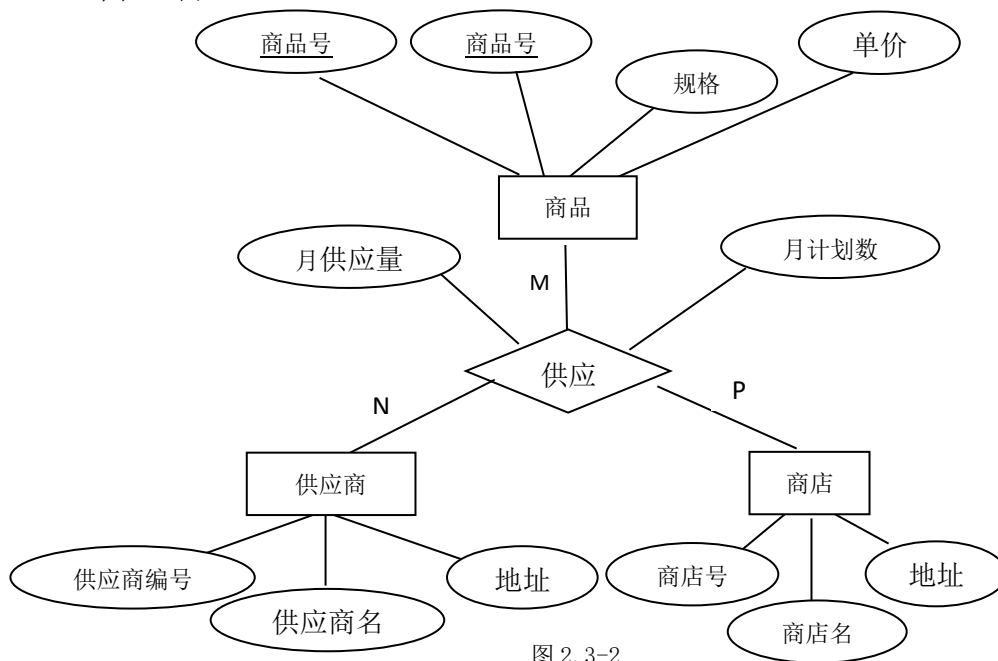 商品号
商品号
规格
单价
商品
月供应量
月计划数
M
供应
N
P
供应商
商店
供应商编号
供应商名
地址
商店号
商店名
地址
图 2.3-2